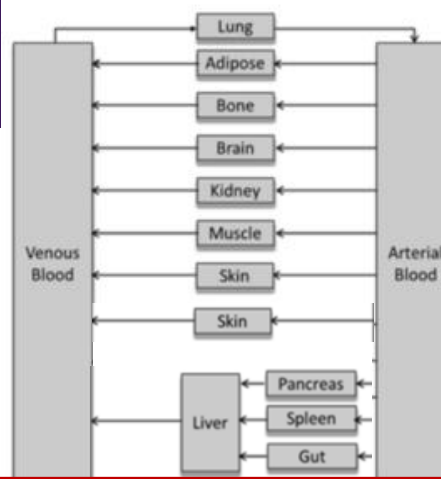 Lung
Adipose
Bone
Brain
Kidney
Muscle
Venous
Blood
Skin
Arterial
Blood
Skin
Pancreas
Liver
Spleen
Gut